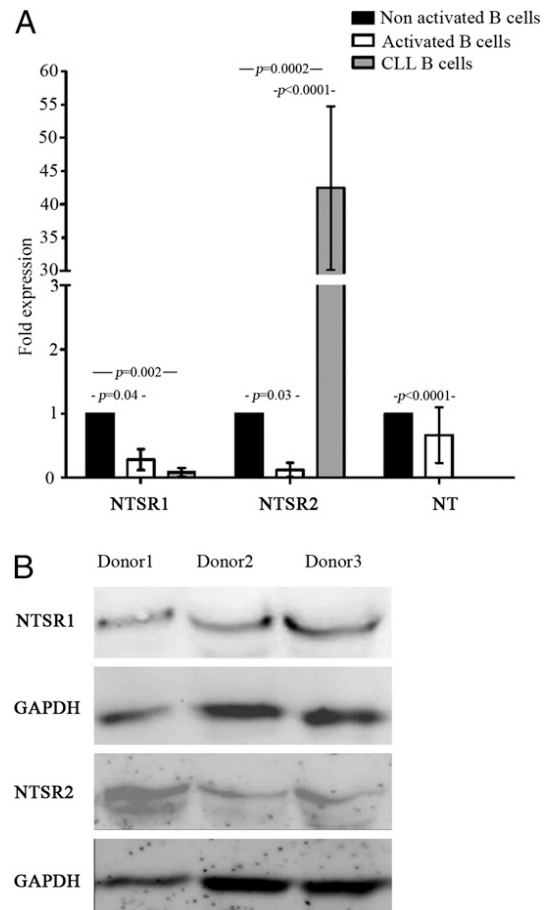 A
Non activated B cells
Activated B cells
CLL B cells
Fold expression
60
55
50
45
40
35
30
3
2
1
0
p=0.0002
-p<0.0001-
p=0.002
- p=0.04 -
- p=0.03 -
-p<0.0001-
NTSR1 NTSR2 NT
B
Donor1 Donor2 Donor3
NTSR1
GAPDH
NTSR2
GAPDH